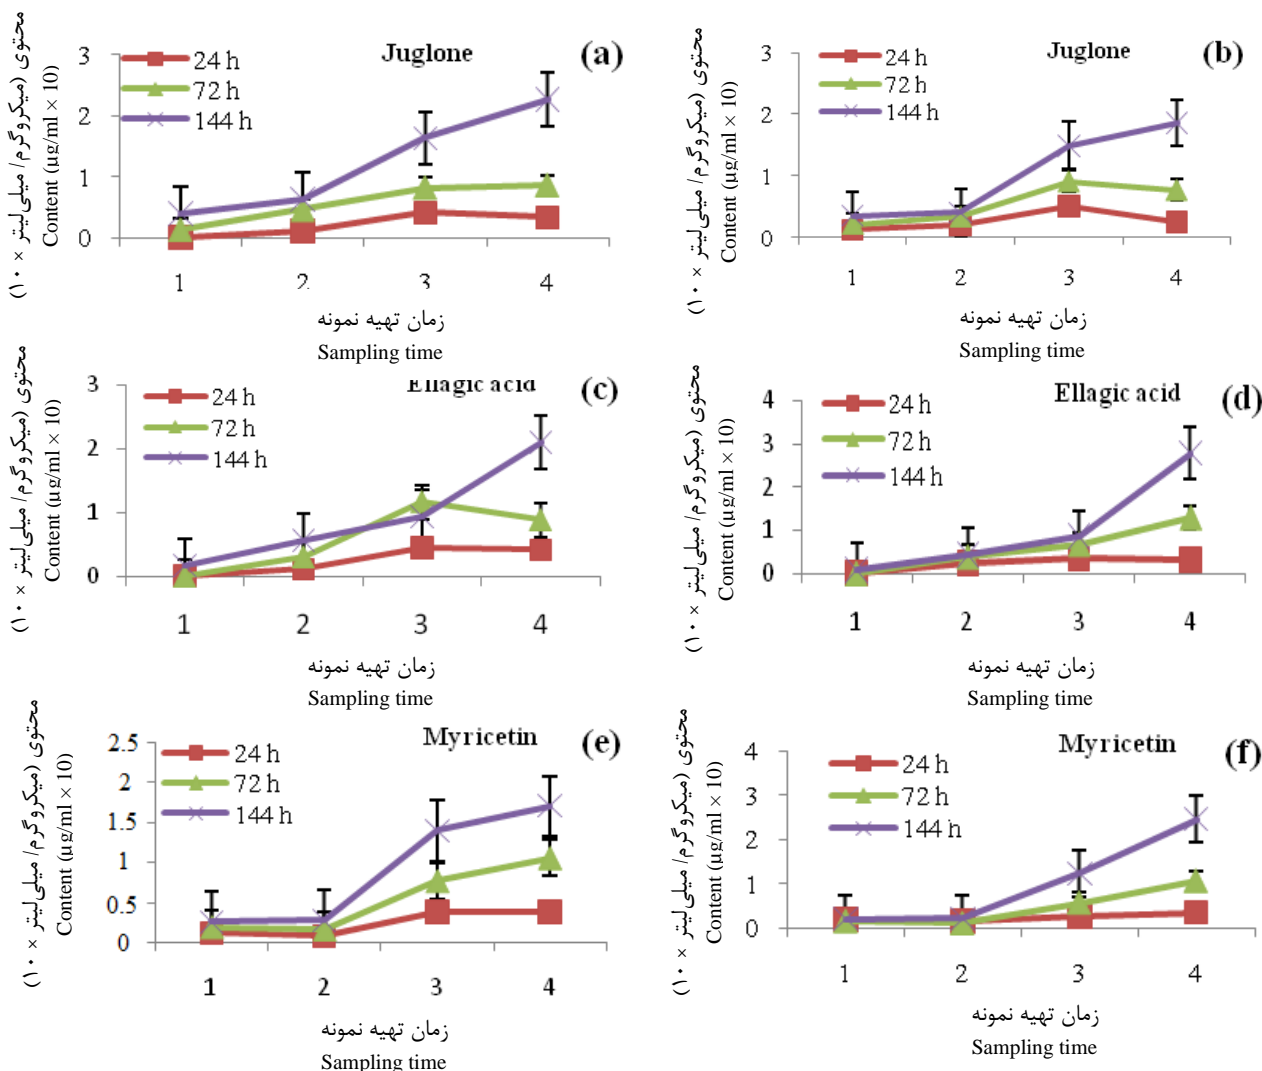 Juglone (a)
24 h
72 h
144 h
3
2
1
0
محتوی (میکروگرم/ میلی‌لیتر × ۱۰)
Content (µg/ml × 10)
1 2 3 4
زمان تهیه نمونه
Sampling time
Juglone (b)
24 h
72 h
144 h
3
2
1
0
محتوی (میکروگرم/ میلی‌لیتر × ۱۰)
Content (µg/ml × 10)
1 2 3 4
زمان تهیه نمونه
Sampling time
Ellagic acid (c)
24 h
72 h
144 h
3
2
1
0
محتوی (میکروگرم/ میلی‌لیتر × ۱۰)
Content (µg/ml × 10)
1 2 3 4
زمان تهیه نمونه
Sampling time
Ellagic acid (d)
24 h
72 h
144 h
4
3
2
1
0
محتوی (میکروگرم/ میلی‌لیتر × ۱۰)
Content (µg/ml × 10)
1 2 3 4
زمان تهیه نمونه
Sampling time
Myricetin (e)
24 h
72 h
144 h
2.5
2
1.5
1
0.5
0
محتوی (میکروگرم/ میلی‌لیتر × ۱۰)
Content (µg/ml × 10)
1 2 3 4
زمان تهیه نمونه
Sampling time
Myricetin (f)
24 h
72 h
144 h
4
3
2
1
0
محتوی (میکروگرم/ میلی‌لیتر × ۱۰)
Content (µg/ml × 10)
1 2 3 4
زمان تهیه نمونه
Sampling time